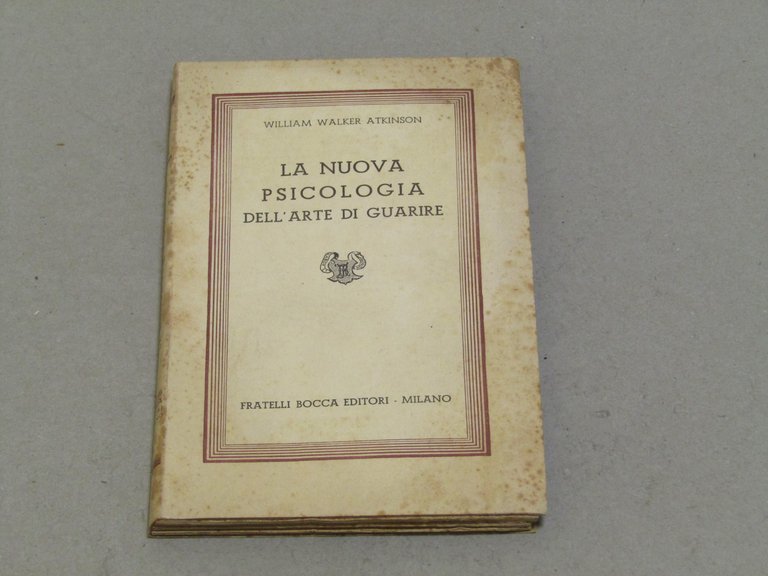 WILLIAM WALKER ATKINSON
LA NUOVA
PSICOLOGIA
DELL'ARTE DI GUARIRE
FRATELLI BOCCA EDITORI - MILANO